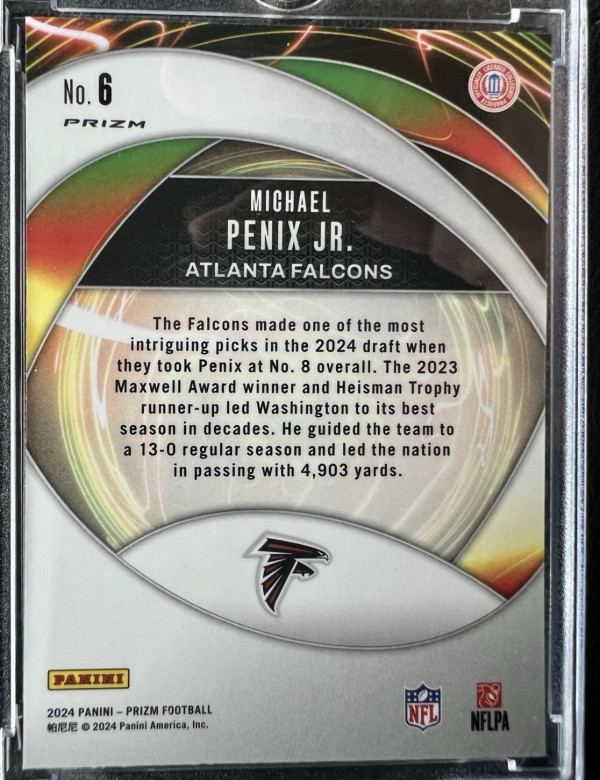 No. 6
PRIZM
OFFICIALLY LICENSED COLLEGIATE PRODUCTS
MICHAEL
PENIX JR.
ATLANTA FALCONS
The Falcons made one of the most
intriguing picks in the 2024 draft when
they took Penix at No. 8 overall. The 2023
Maxwell Award winner and Heisman Trophy
runner-up led Washington to its best
season in decades. He guided the team to
a 13-0 regular season and led the nation
in passing with 4,903 yards.
PANINI
2024 PANINI – PRIZM FOOTBALL
帕尼尼 © 2024 Panini America, Inc.
NFL
NFLPA